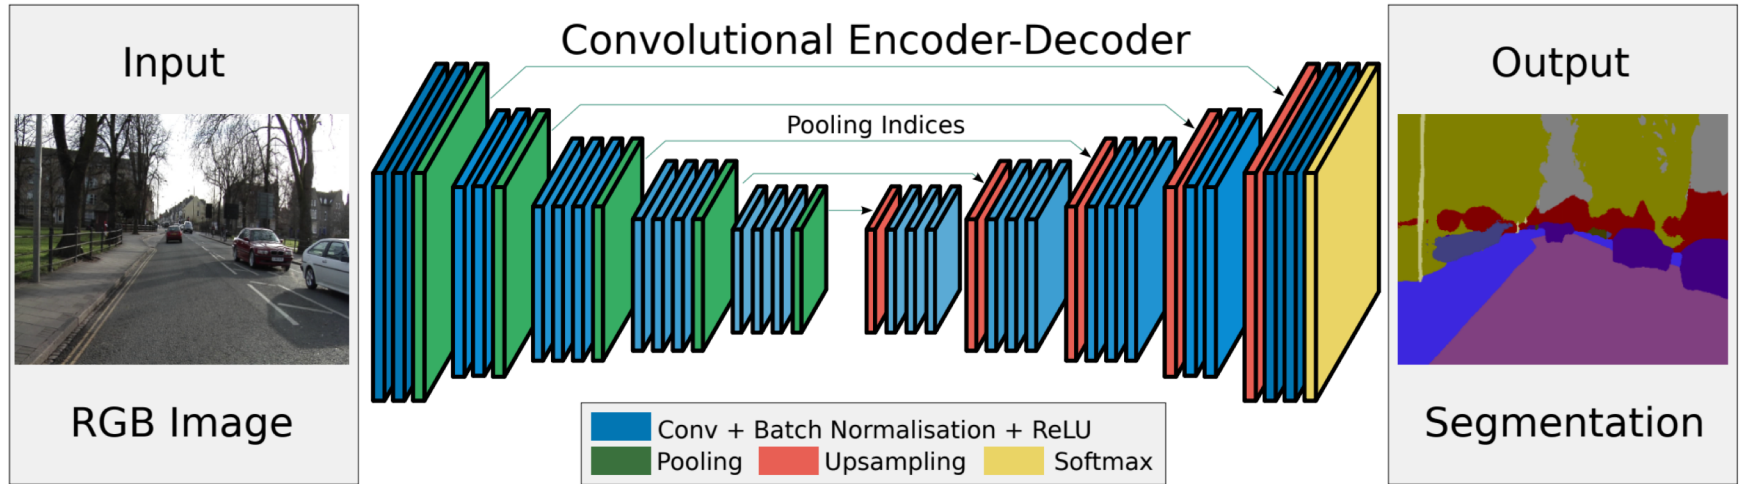 Input
RGB Image
Convolutional Encoder-Decoder
Pooling Indices
Conv + Batch Normalisation + ReLU
Pooling
Upsampling
Softmax
Output
Segmentation